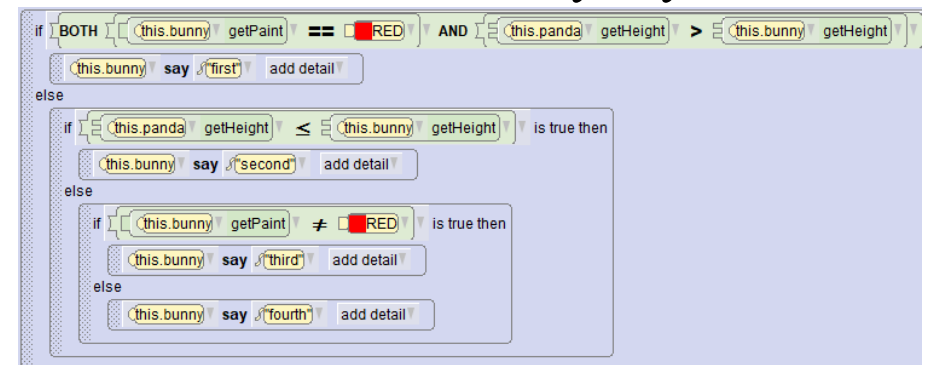 if BOTH this.bunny getPaint == RED AND this.panda getHeight > this.bunny getHeight
this.bunny say "first" add detail
else
if this.panda getHeight ≤ this.bunny getHeight is true then
this.bunny say "second" add detail
else
if this.bunny getPaint ≠ RED is true then
this.bunny say "third" add detail
else
this.bunny say "fourth" add detail